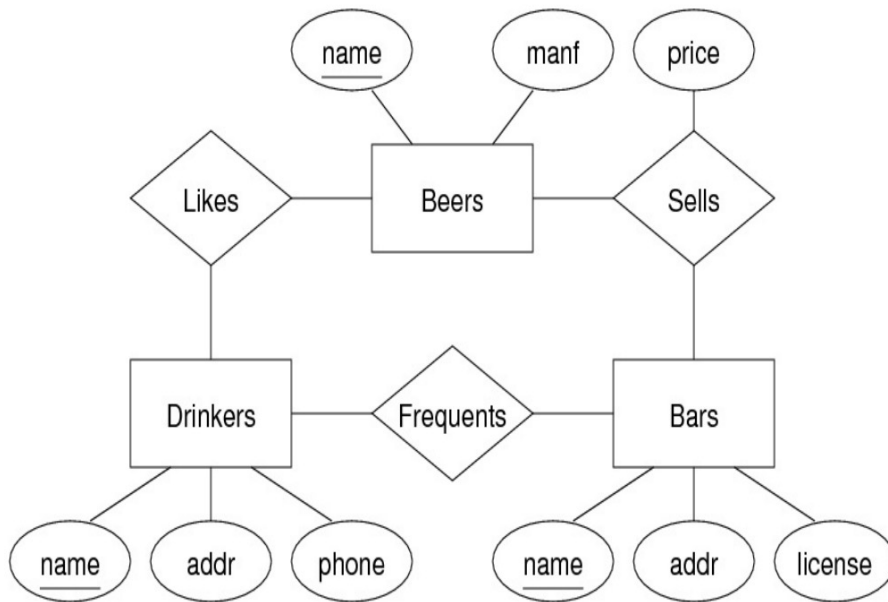 name manf price
Likes Beers Sells
Drinkers Frequents Bars
name addr phone name addr license